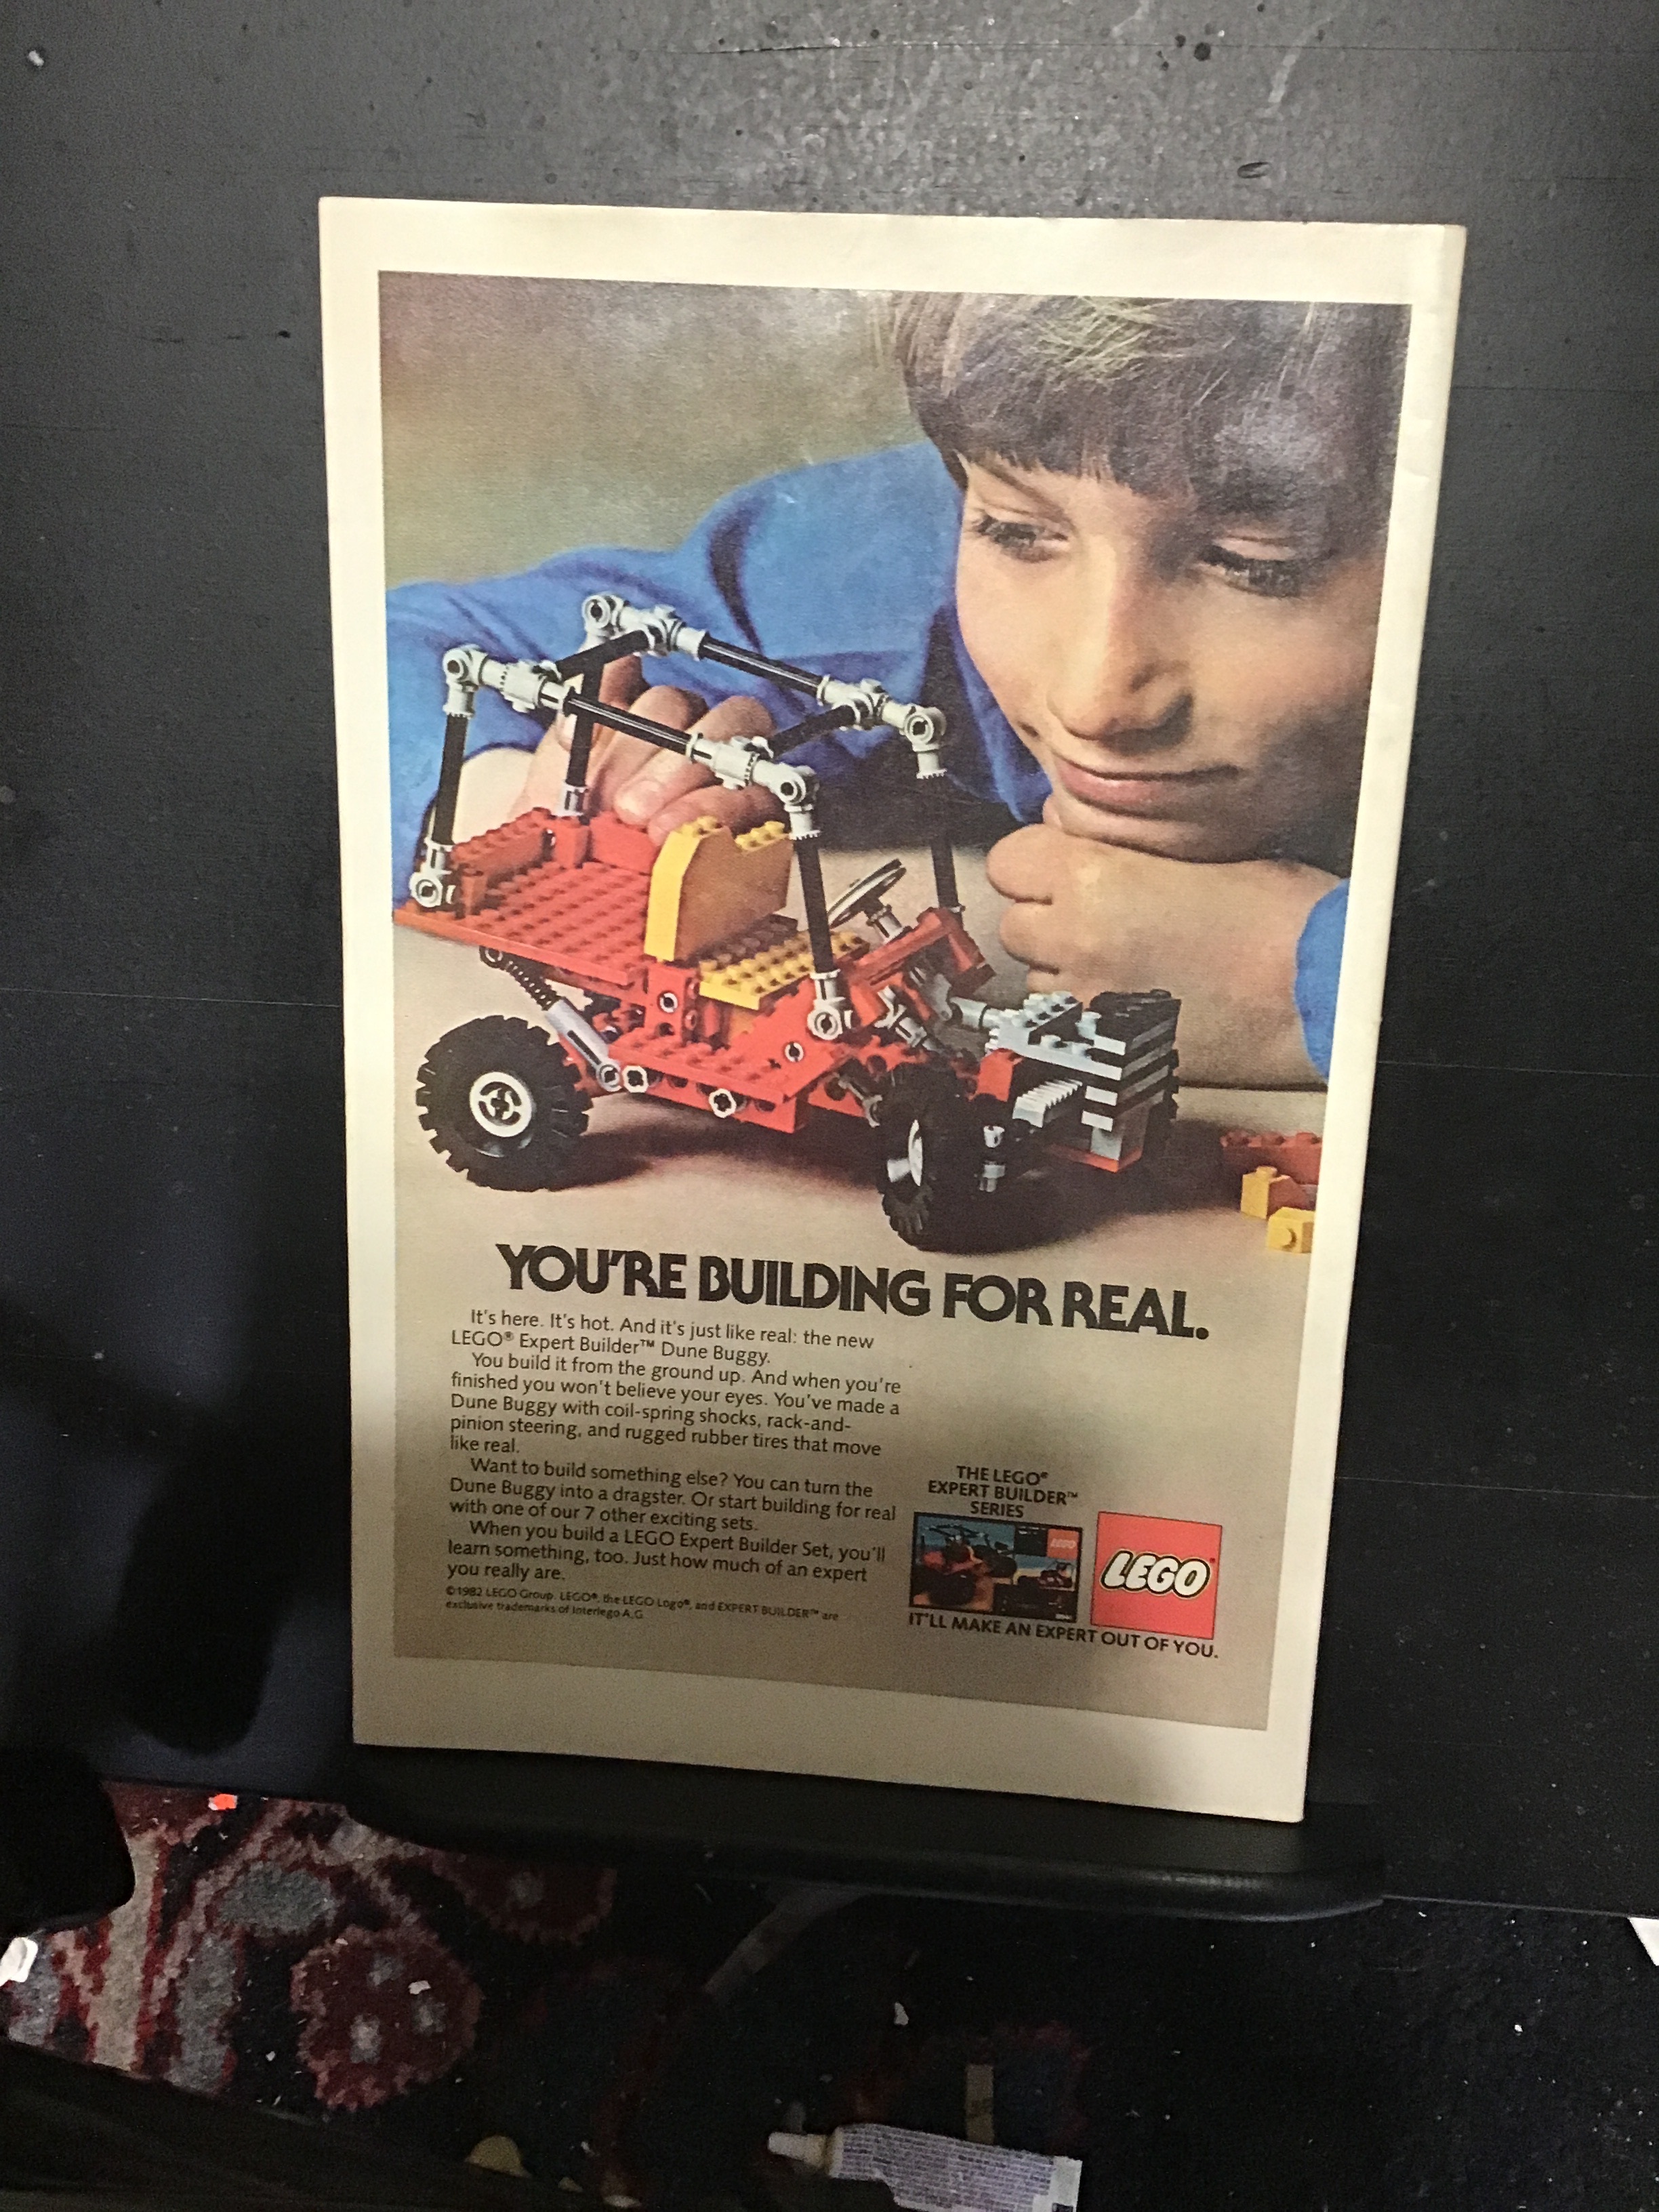 YOU'RE BUILDING FOR REAL.
It's here. It's hot. And it's just like real: the new
LEGO® Expert Builder™ Dune Buggy.
You build it from the ground up. And when you're
finished you won't believe your eyes. You've made a
Dune Buggy with coil-spring shocks, rack-and-
pinion steering, and rugged rubber tires that move
like real.
Want to build something else? You can turn the
Dune Buggy into a dragster. Or start building for real
with one of our 7 other exciting sets.
When you build a LEGO Expert Builder Set, you'll
learn something, too. Just how much of an expert
you really are.
©1982 LEGO Group. LEGO®, the LEGO Logo®, and EXPERT BUILDER™ are
exclusive trademarks of Interlego A.G.
THE LEGO®
EXPERT BUILDER™
SERIES
LEGO
LEGO®
IT'LL MAKE AN EXPERT OUT OF YOU.